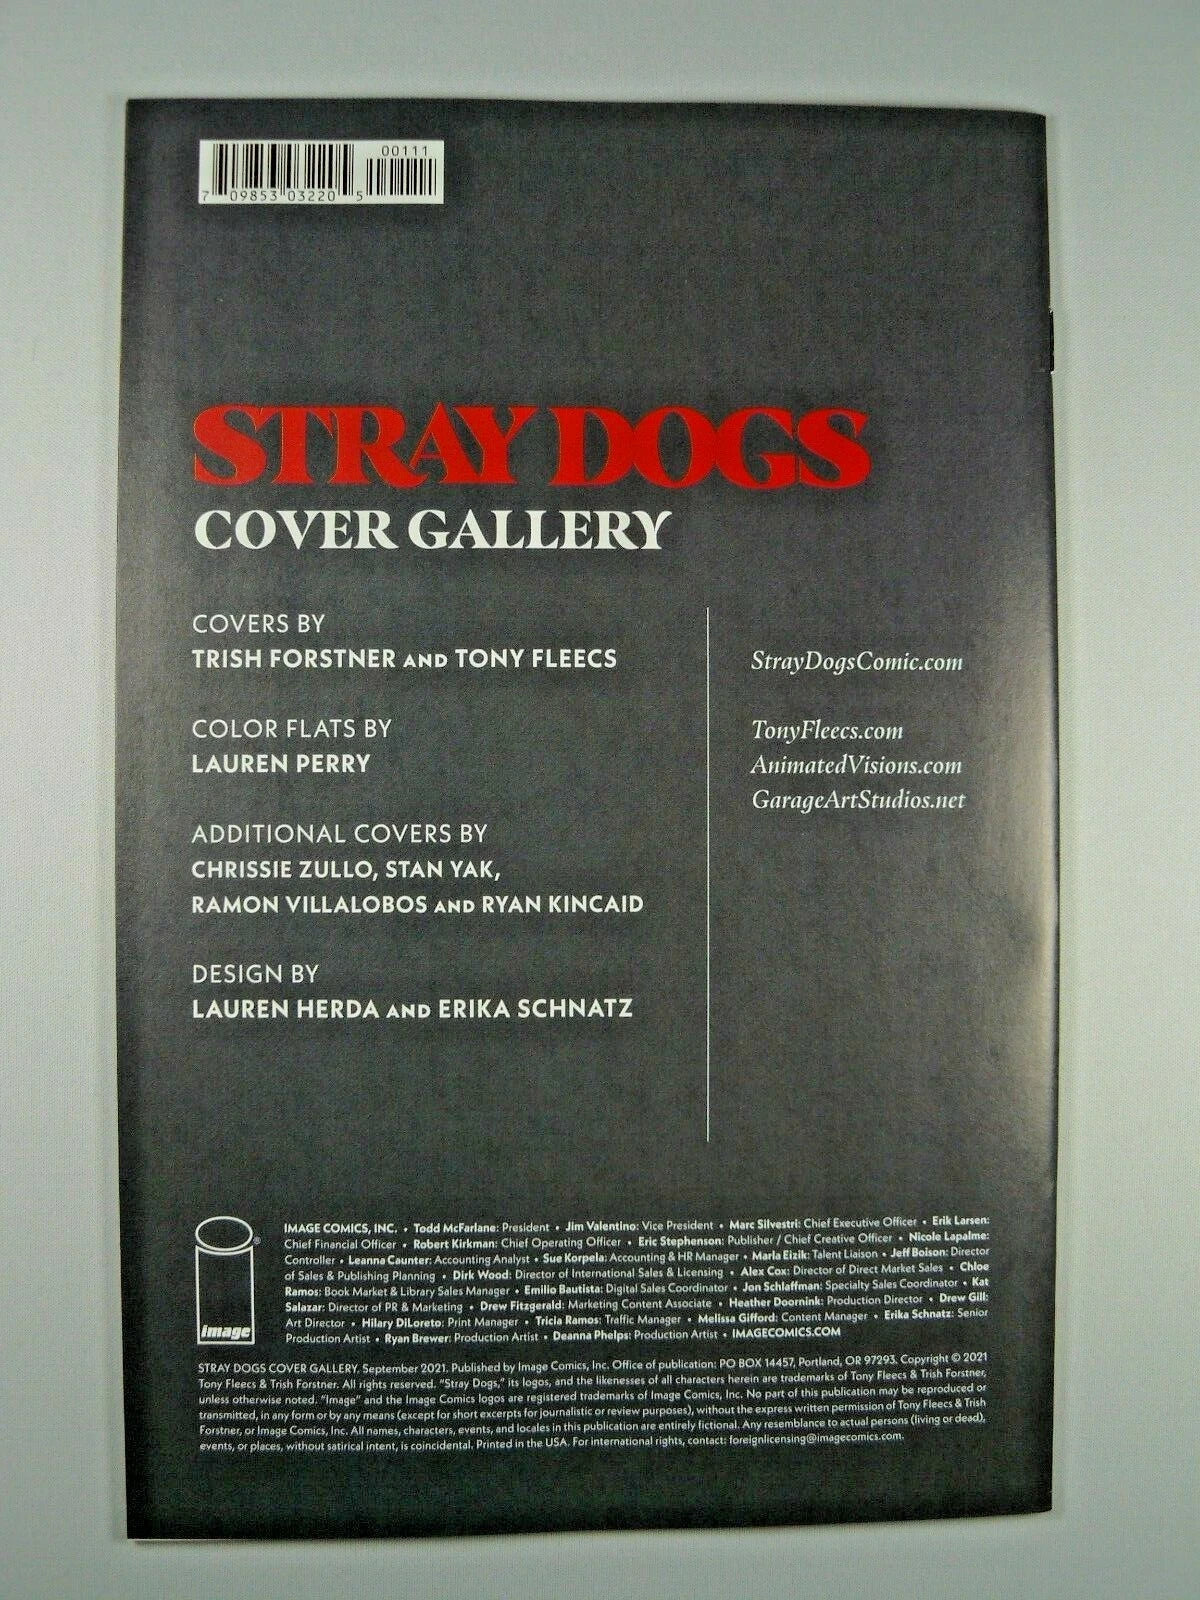 00111
7 09853 03220 5
STRAY DOGS
COVER GALLERY
COVERS BY
TRISH FORSTNER AND TONY FLEECS
COLOR FLATS BY
LAUREN PERRY
ADDITIONAL COVERS BY
CHRISSIE ZULLO, STAN YAK,
RAMON VILLALOBOS AND RYAN KINCAID
DESIGN BY
LAUREN HERDA AND ERIKA SCHNATZ
StrayDogsComic.com
TonyFleecs.com
AnimatedVisions.com
GarageArtStudios.net
image
®
IMAGE COMICS, INC. • Todd McFarlane: President • Jim Valentino: Vice President • Marc Silvestri: Chief Executive Officer • Erik Larsen:
Chief Financial Officer • Robert Kirkman: Chief Operating Officer • Eric Stephenson: Publisher / Chief Creative Officer • Nicole Lapalme:
Controller • Leanna Caunter: Accounting Analyst • Sue Korpela: Accounting & HR Manager • Marla Eizik: Talent Liaison • Jeff Boison: Director
of Sales & Publishing Planning • Dirk Wood: Director of International Sales & Licensing • Alex Cox: Director of Direct Market Sales • Chloe
Ramos: Book Market & Library Sales Manager • Emilio Bautista: Digital Sales Coordinator • Jon Schlaffman: Specialty Sales Coordinator • Kat
Salazar: Director of PR & Marketing • Drew Fitzgerald: Marketing Content Associate • Heather Doornink: Production Director • Drew Gill:
Art Director • Hilary DiLoreto: Print Manager • Tricia Ramos: Traffic Manager • Melissa Gifford: Content Manager • Erika Schnatz: Senior
Production Artist • Ryan Brewer: Production Artist • Deanna Phelps: Production Artist • IMAGECOMICS.COM
STRAY DOGS COVER GALLERY. September 2021. Published by Image Comics, Inc. Office of publication: PO BOX 14457, Portland, OR 97293. Copyright © 2021
Tony Fleecs & Trish Forstner. All rights reserved. "Stray Dogs," its logos, and the likenesses of all characters herein are trademarks of Tony Fleecs & Trish Forstner,
unless otherwise noted. "Image" and the Image Comics logos are registered trademarks of Image Comics, Inc. No part of this publication may be reproduced or
transmitted, in any form or by any means (except for short excerpts for journalistic or review purposes), without the express written permission of Tony Fleecs & Trish
Forstner, or Image Comics, Inc. All names, characters, events, and locales in this publication are entirely fictional. Any resemblance to actual persons (living or dead),
events, or places, without satirical intent, is coincidental. Printed in the USA. For international rights, contact: foreignlicensing@imagecomics.com.